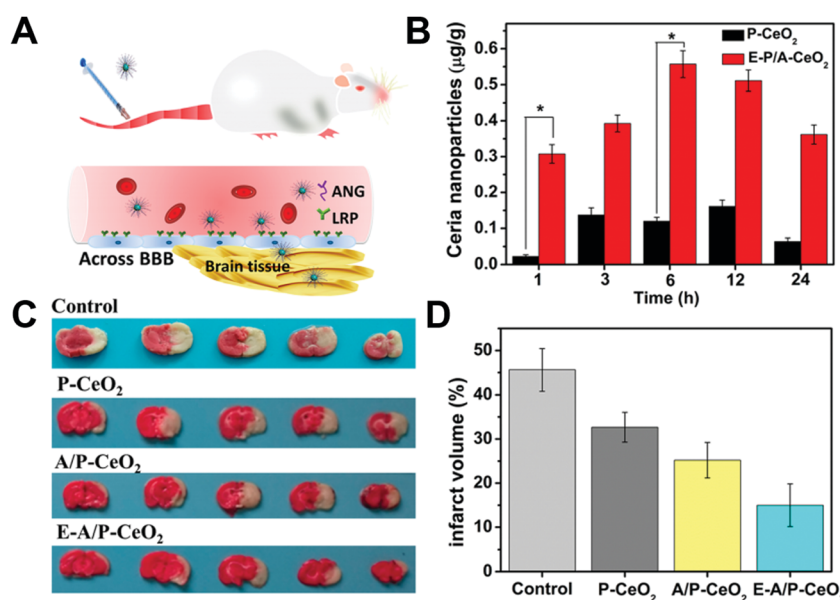 A
ANG
LRP
Across BBB
Brain tissue
B
P-CeO₂
E-P/A-CeO₂
*
*
Ceria nanoparticles (μg/g)
0.6
0.5
0.4
0.3
0.2
0.1
0.0
1 3 6 12 24
Time (h)
C
Control
P-CeO₂
A/P-CeO₂
E-A/P-CeO₂
D
infarct volume (%)
50
40
30
20
10
0
Control P-CeO₂ A/P-CeO₂ E-A/P-CeO